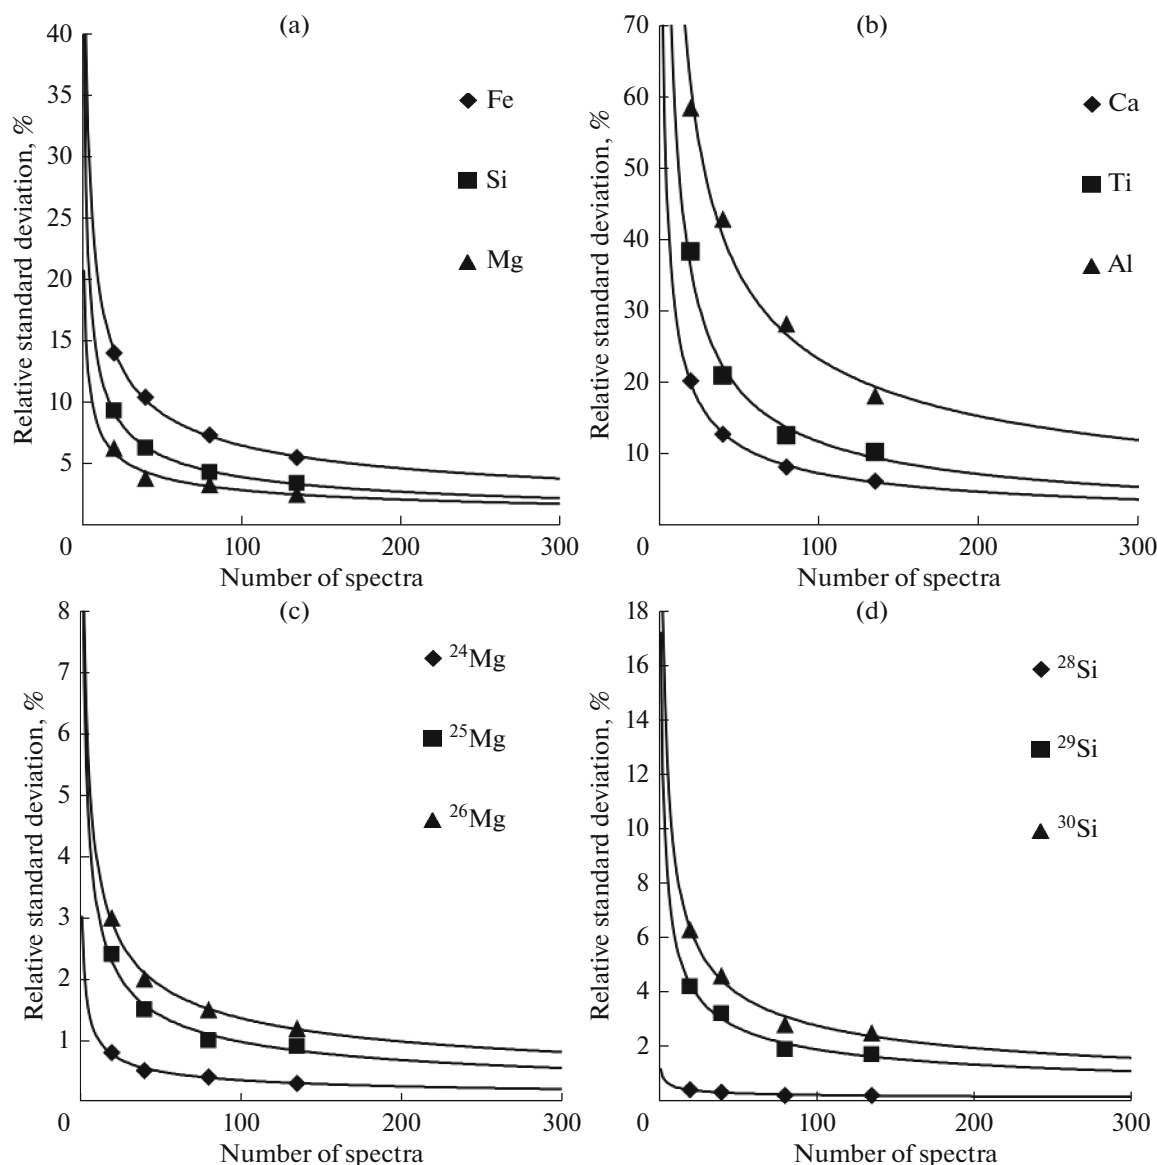 (a)
Relative standard deviation, %
40
35
30
25
20
15
10
5
0
100
200
300
Number of spectra
Fe
Si
Mg
(b)
Relative standard deviation, %
70
60
50
40
30
20
10
0
100
200
300
Number of spectra
Ca
Ti
Al
(c)
Relative standard deviation, %
8
7
6
5
4
3
2
1
0
100
200
300
Number of spectra
²⁴Mg
²⁵Mg
²⁶Mg
(d)
Relative standard deviation, %
18
16
14
12
10
8
6
4
2
0
100
200
300
Number of spectra
²⁸Si
²⁹Si
³⁰Si